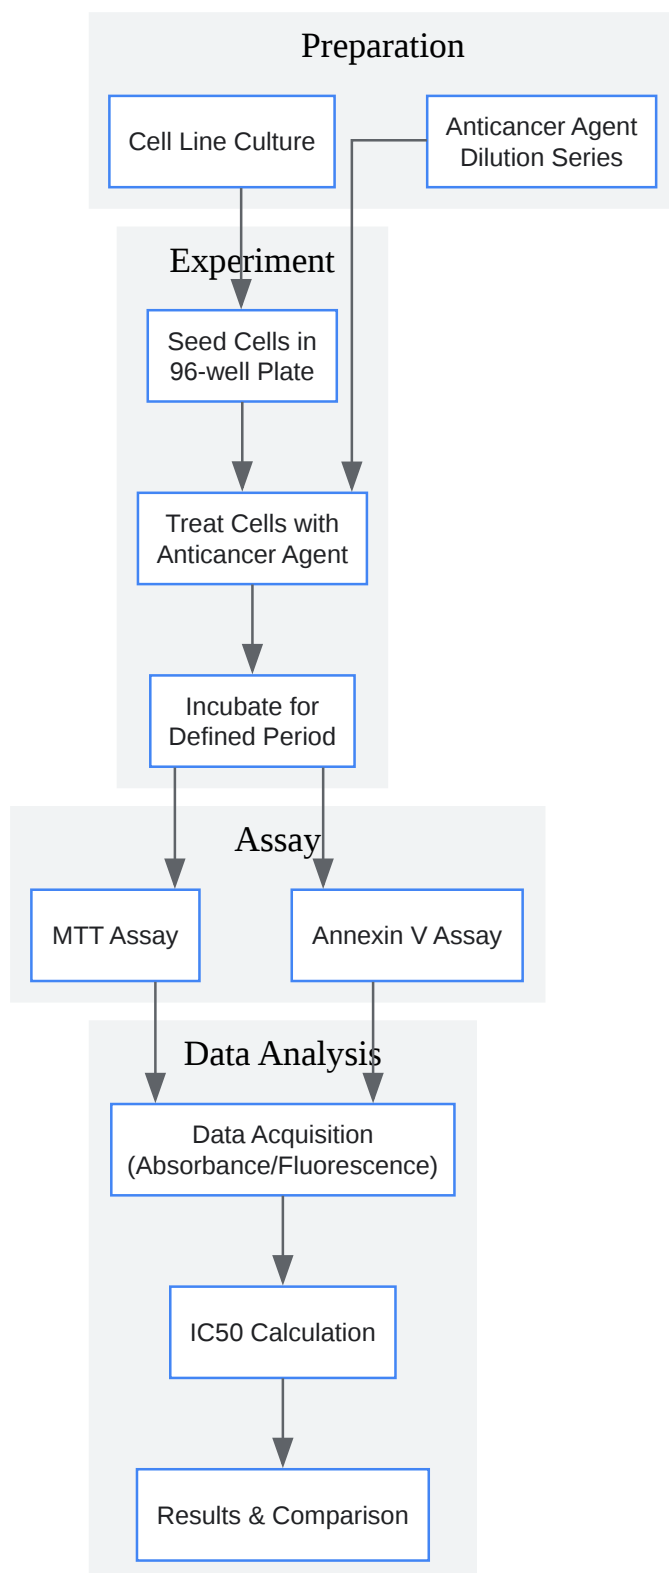 Preparation
Cell Line Culture
Anticancer Agent
Dilution Series
Experiment
Seed Cells in
96-well Plate
Treat Cells with
Anticancer Agent
Incubate for
Defined Period
Assay
MTT Assay
Annexin V Assay
Data Analysis
Data Acquisition
(Absorbance/Fluorescence)
IC50 Calculation
Results & Comparison